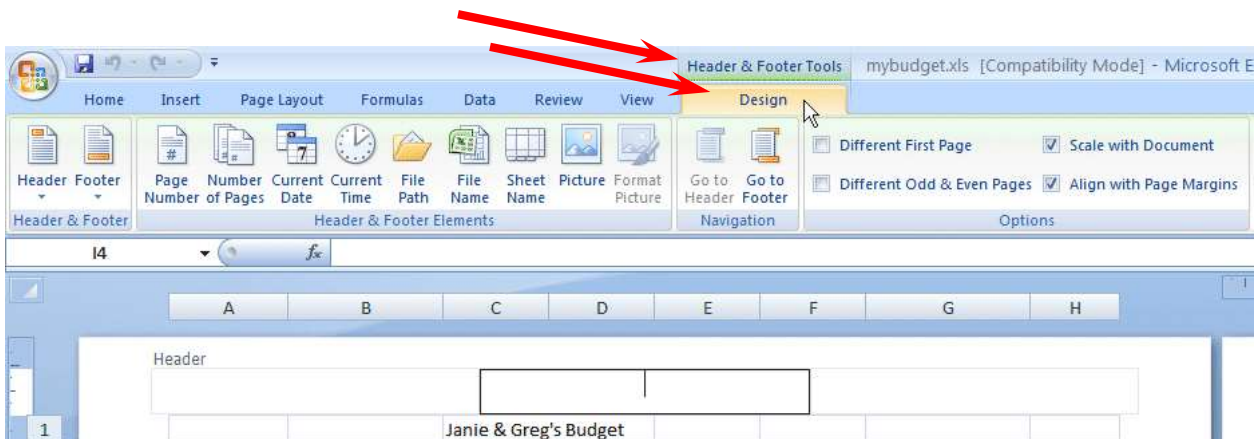 Header & Footer Tools mybudget.xls [Compatibility Mode] - Microsoft E
Home Insert Page Layout Formulas Data Review View Design
Header Footer Page Number Number of Pages Current Date Current Time File Path File Name Sheet Name Picture Format Picture Go to Header Go to Footer
Different First Page Scale with Document
Different Odd & Even Pages Align with Page Margins
Header & Footer Header & Footer Elements Navigation Options
I4 fx
A B C D E F G H
Header
1 Janie & Greg's Budget